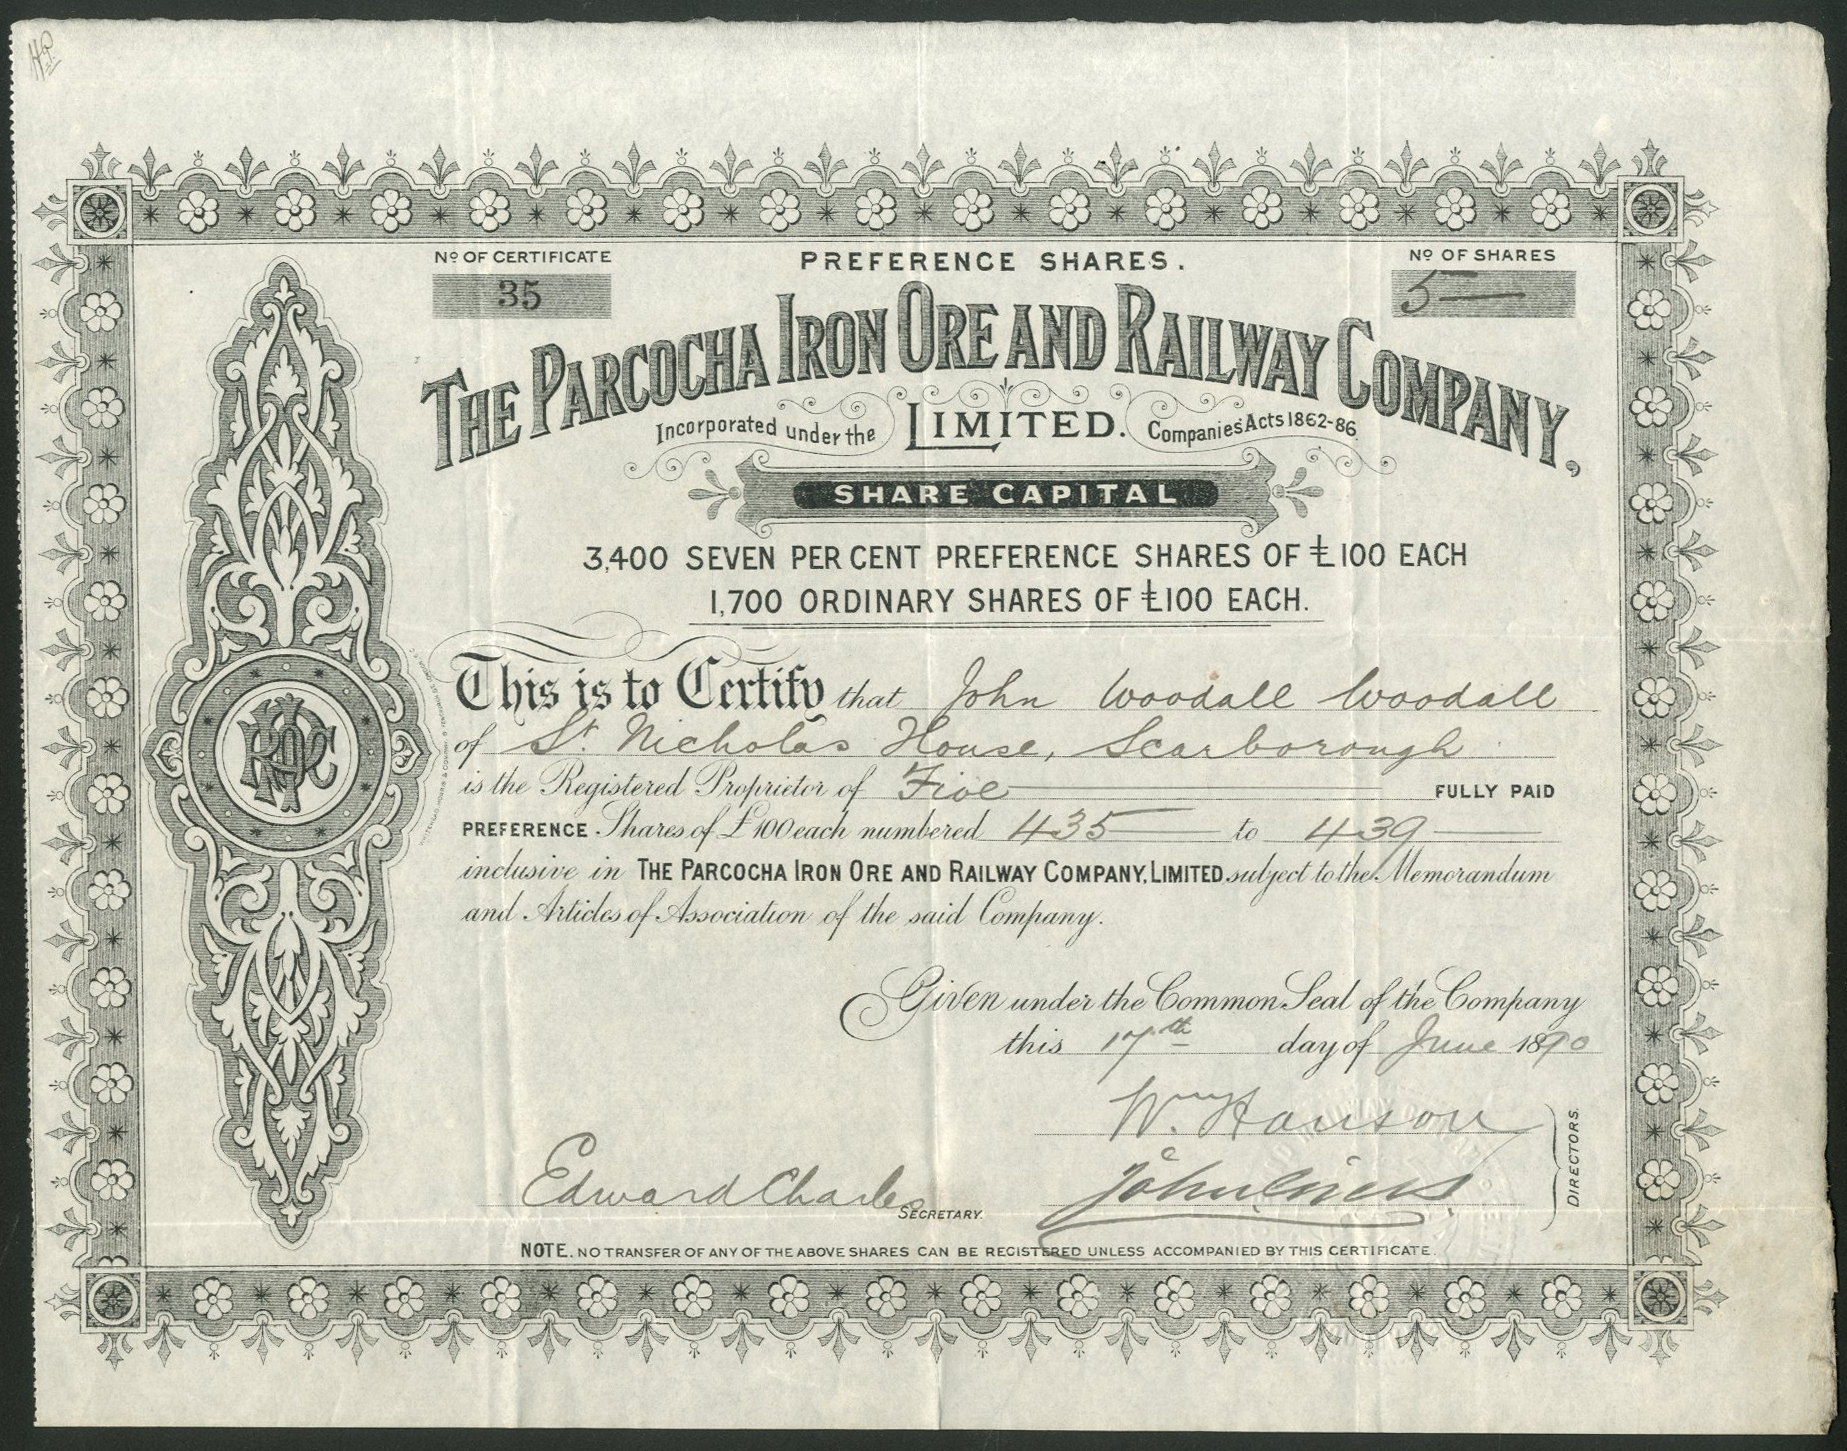 Nº OF CERTIFICATE
35
PREFERENCE SHARES.
Nº OF SHARES
5
THE PARCOCHA IRON ORE AND RAILWAY COMPANY,
Incorporated under the LIMITED. Companies Acts 1862-86.
SHARE CAPITAL
3,400 SEVEN PER CENT PREFERENCE SHARES OF £100 EACH
1,700 ORDINARY SHARES OF £100 EACH.
This is to Certify that John Woodall Woodall
of St. Nicholas House, Scarborough
is the Registered Proprietor of Five FULLY PAID
PREFERENCE Shares of £100 each numbered 435 to 439
inclusive in THE PARCOCHA IRON ORE AND RAILWAY COMPANY, LIMITED subject to the Memorandum
and Articles of Association of the said Company.
Given under the Common Seal of the Company
this 17th day of June 1890
Wm Hanson
DIRECTORS.
Edward Charles
SECRETARY.
NOTE. NO TRANSFER OF ANY OF THE ABOVE SHARES CAN BE REGISTERED UNLESS ACCOMPANIED BY THIS CERTIFICATE.